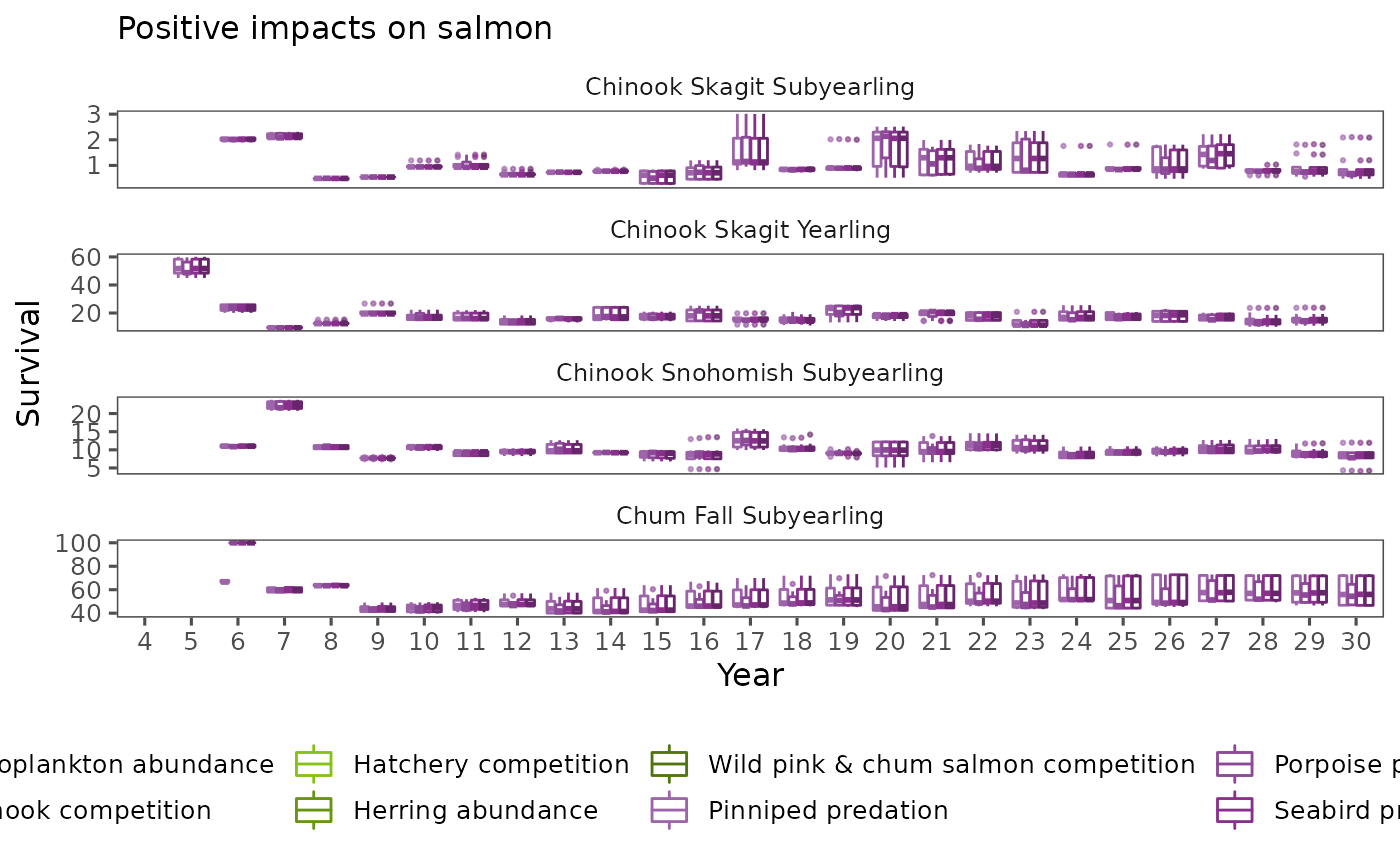 Positive impacts on salmon
Chinook Skagit Subyearling
3
2
1
Chinook Skagit Yearling
60
40
20
Chinook Snohomish Subyearling
20
15
10
5
Chum Fall Subyearling
100
80
60
40
Survival
4 5 6 7 8 9 10 11 12 13 14 15 16 17 18 19 20 21 22 23 24 25 26 27 28 29 30
Year
abundance Hatchery competition Wild pink & chum salmon competition Porpoise
competition Herring abundance Pinniped predation Seabird